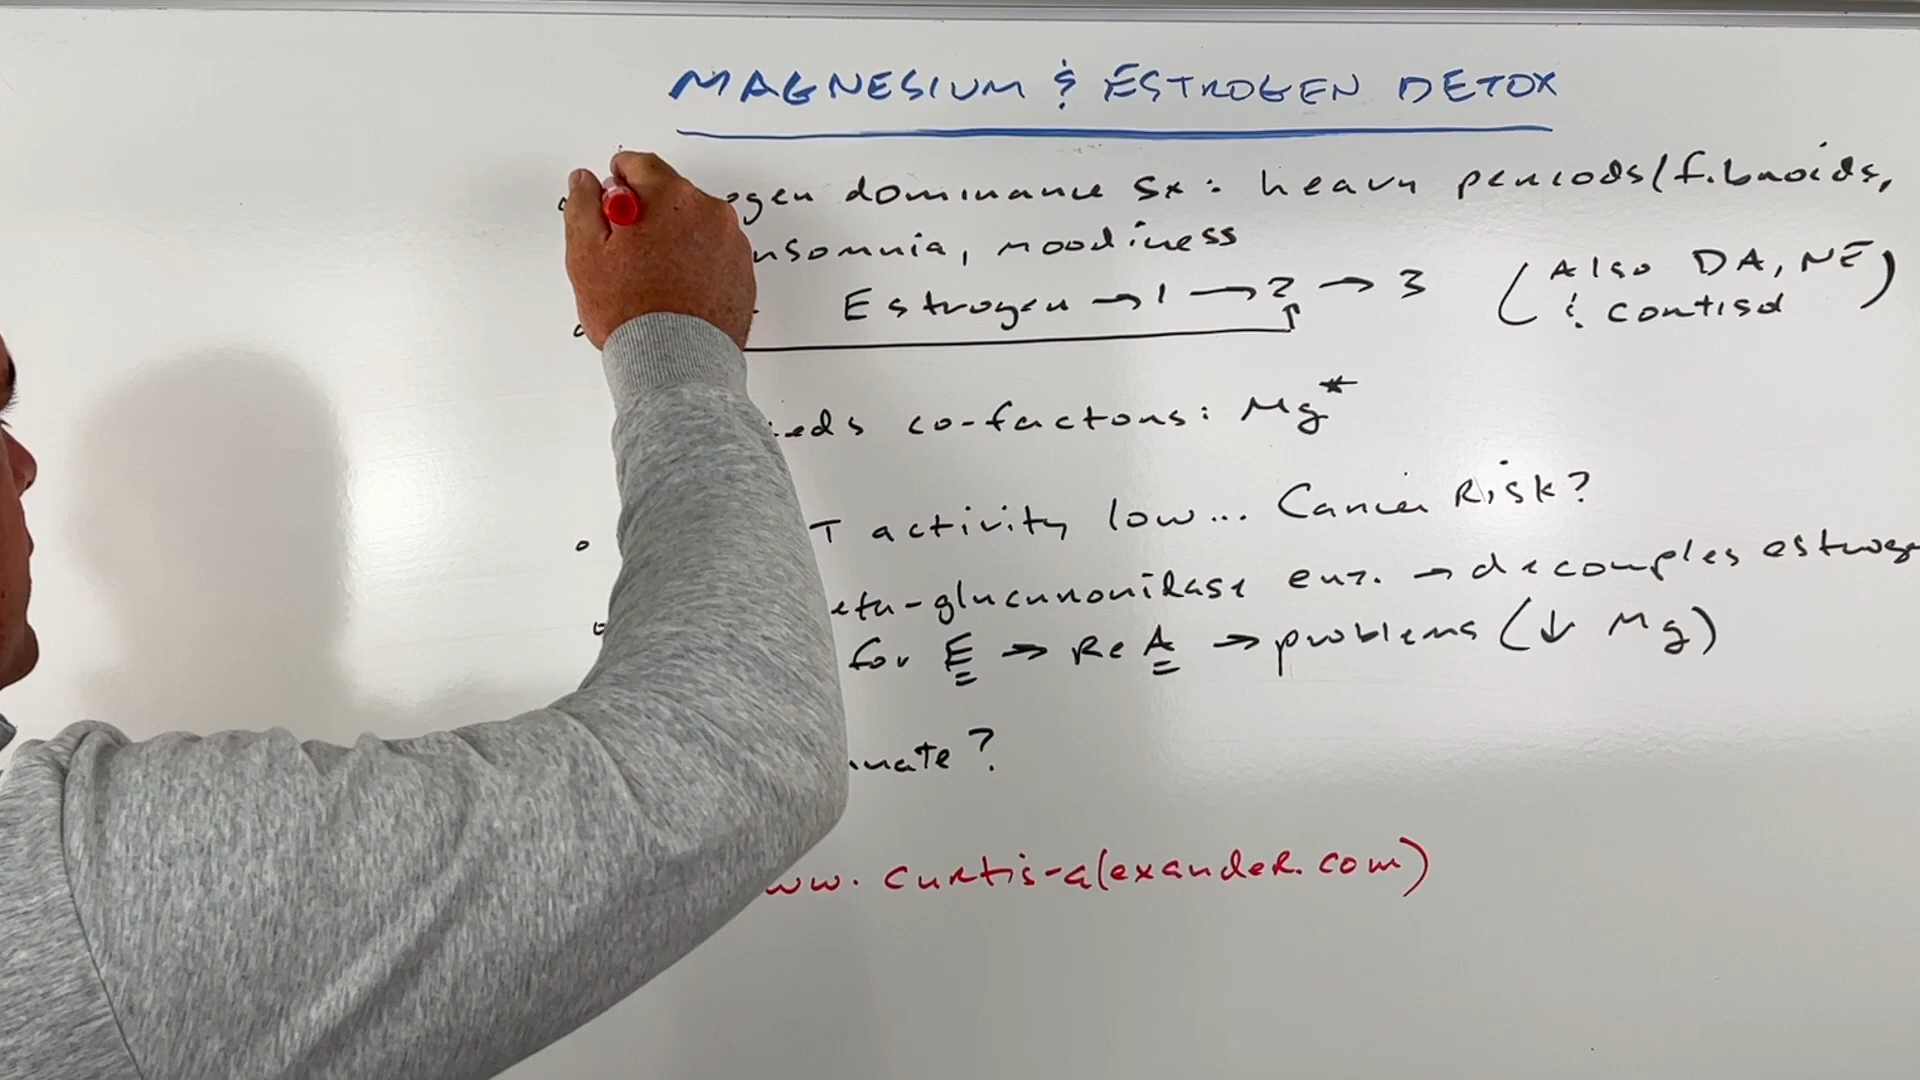 MAGNESIUM & ESTROGEN DETOX
ogen dominance Sx: heavy periods/fibroids,
nsomnia, moodiness
Estrogen → 1 → 2 → 3 (Also DA, NE
& cortisol)
eds co-factors: Mg*
T activity low... Cancer Risk?
eta-glucuronidase enz. → decouples estrog
for E → Re A → problems (↓ Mg)
nate?
ww.curtis-alexander.com)